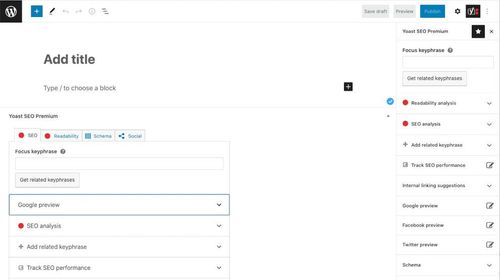 Save draft
Preview
Publish
Add title
Type / to choose a block
Yoast SEO Premium
SEO
Readability
Schema
Social
Focus keyphrase
Get related keyphrases
Google preview
SEO analysis
Add related keyphrase
Track SEO performance
Yoast SEO Premium
Focus keyphrase
Get related keyphrases
Readability analysis
SEO analysis
Add related keyphrase
Track SEO performance
Internal linking suggestions
Google preview
Facebook preview
Twitter preview
Schema